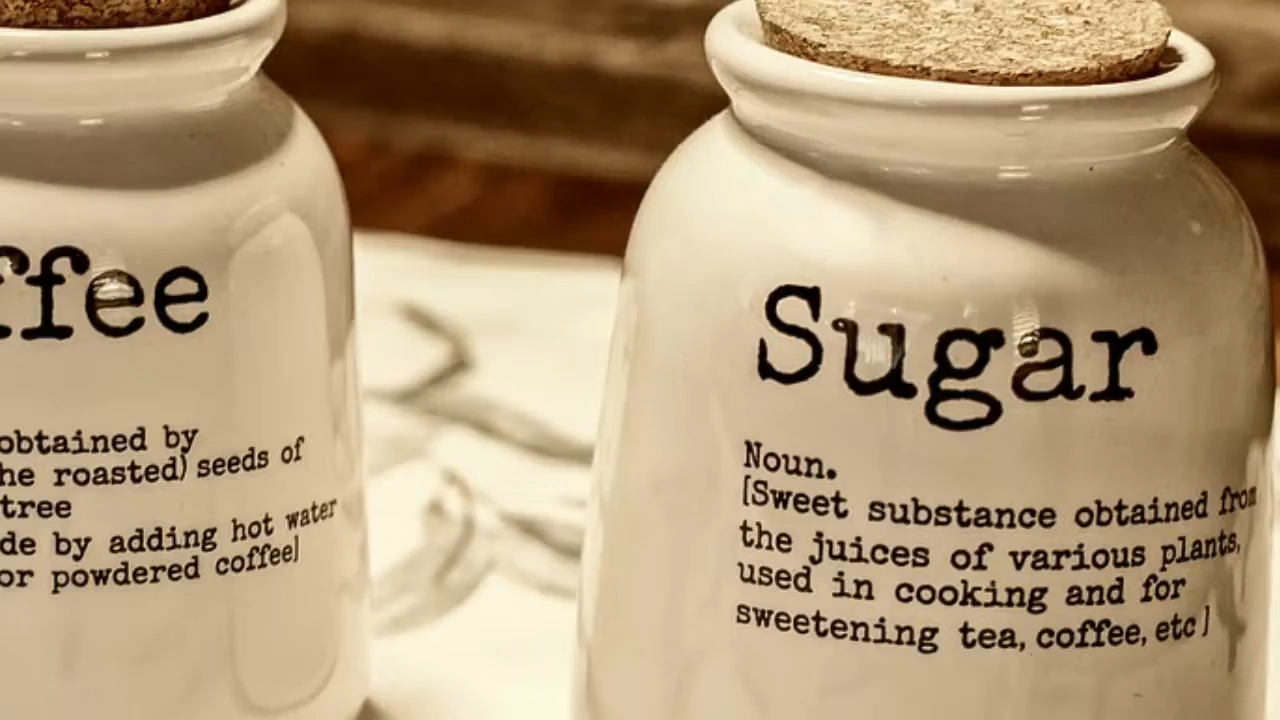 ffee
obtained by
he roasted) seeds of
tree
de by adding hot water
or powdered coffee]
Sugar
Noun.
[Sweet substance obtained from
the juices of various plants,
used in cooking and for
sweetening tea, coffee, etc]